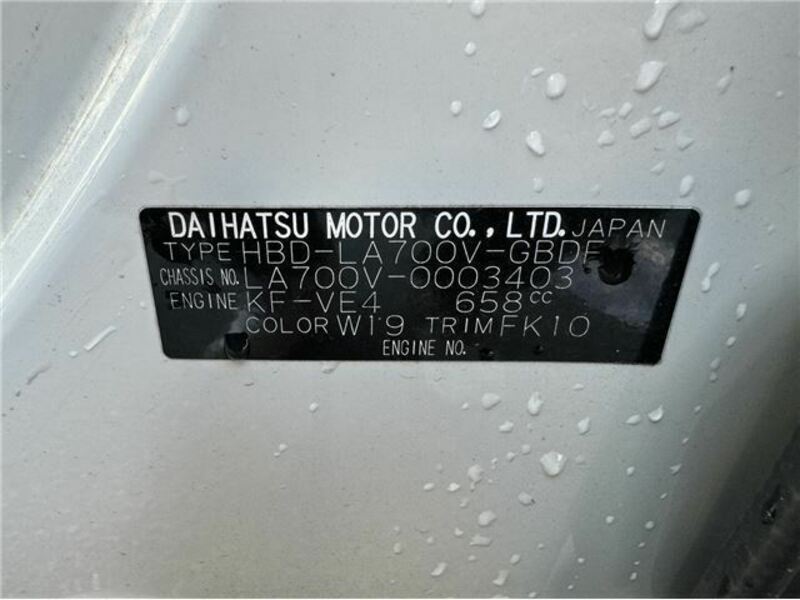 DAIHATSU MOTOR CO., LTD. JAPAN
TYPE HBD-LA700V-GBDF
CHASSIS NO. LA700V-0003403
ENGINE KF-VE4 658cc
COLOR W19 TRIM FK10
ENGINE NO.